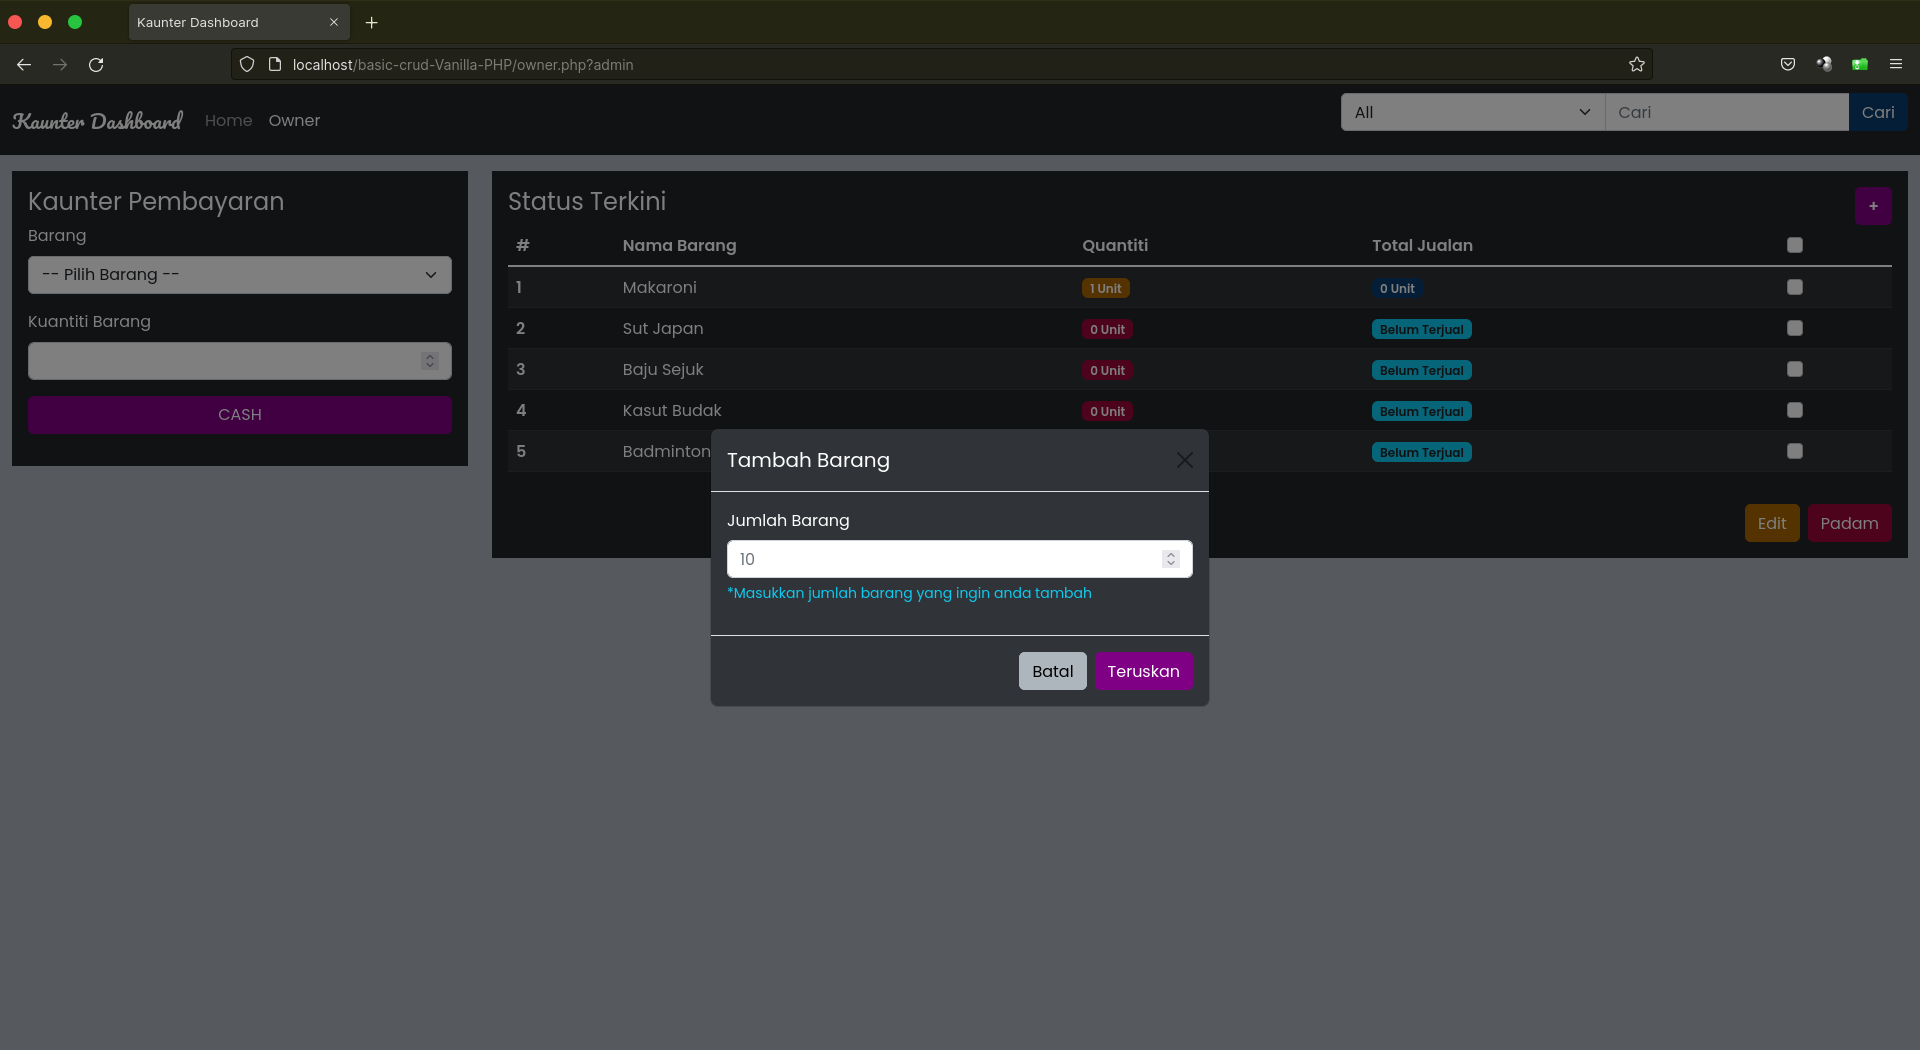 Kaunter Dashboard
localhost/basic-crud-Vanilla-PHP/owner.php?admin
Kaunter Dashboard Home Owner All Cari Cari
Kaunter Pembayaran
Barang
-- Pilih Barang --
Kuantiti Barang
CASH
Status Terkini +
# Nama Barang Quantiti Total Jualan
1 Makaroni 1 Unit 0 Unit
2 Sut Japan 0 Unit Belum Terjual
3 Baju Sejuk 0 Unit Belum Terjual
4 Kasut Budak 0 Unit Belum Terjual
5 Badminton Belum Terjual
Edit Padam
Tambah Barang
Jumlah Barang
10
*Masukkan jumlah barang yang ingin anda tambah
Batal Teruskan